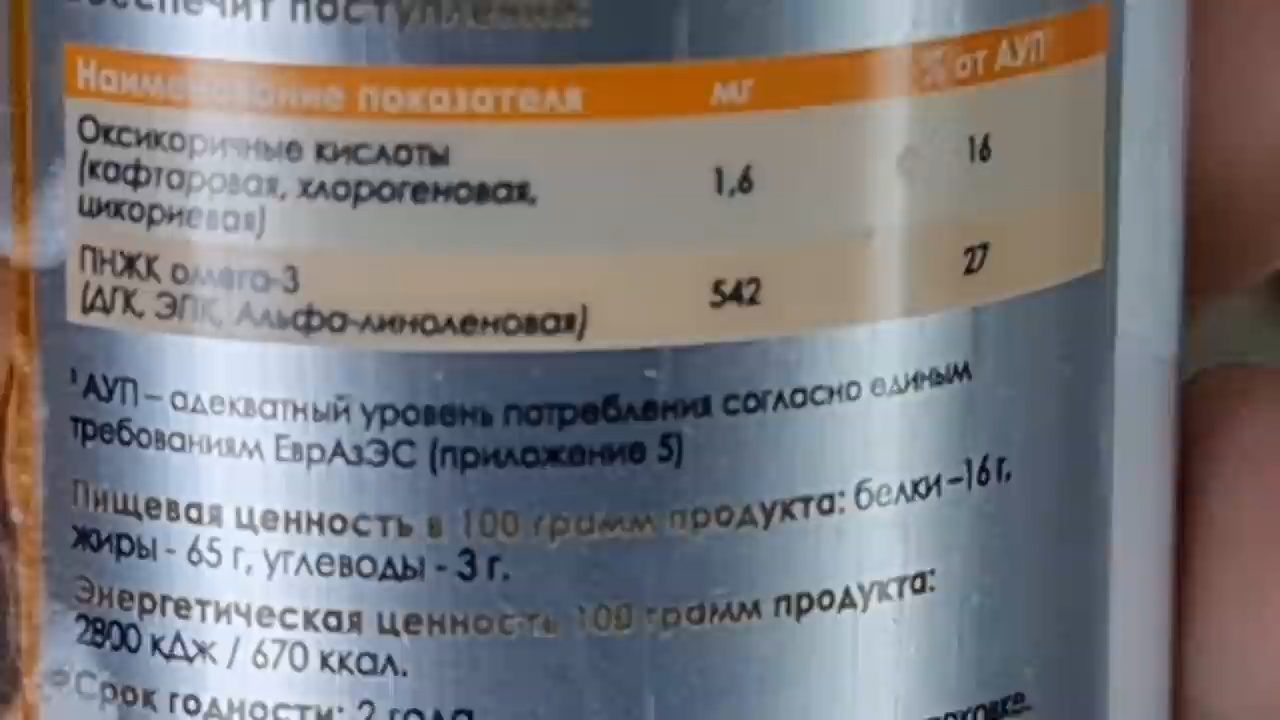 обеспечит поступление:
Наименование показателя мг % от АУП¹
Оксикоричные кислоты
(кафтаровая, хлорогеновая,
цикориевая) 1,6 16
ПНЖК омега-3
(ДГК, ЭПК, Альфа-линоленовая) 542 27
¹АУП – адекватный уровень потребления согласно единым
требованиям ЕврАзЭС (приложение 5)
Пищевая ценность в 100 грамм продукта: белки –16 г,
жиры - 65 г, углеводы - 3 г.
Энергетическая ценность 100 грамм продукта:
2800 кДж / 670 ккал.
Срок годности: 2 года